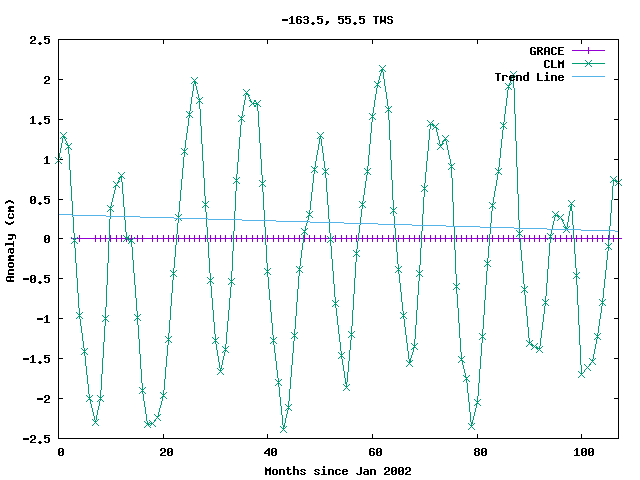 -163.5, 55.5 TWS
GRACE
CLM
Trend Line
2.5
2
1.5
1
0.5
0
-0.5
-1
-1.5
-2
-2.5
Anomaly (cm)
0 20 40 60 80 100
Months since Jan 2002